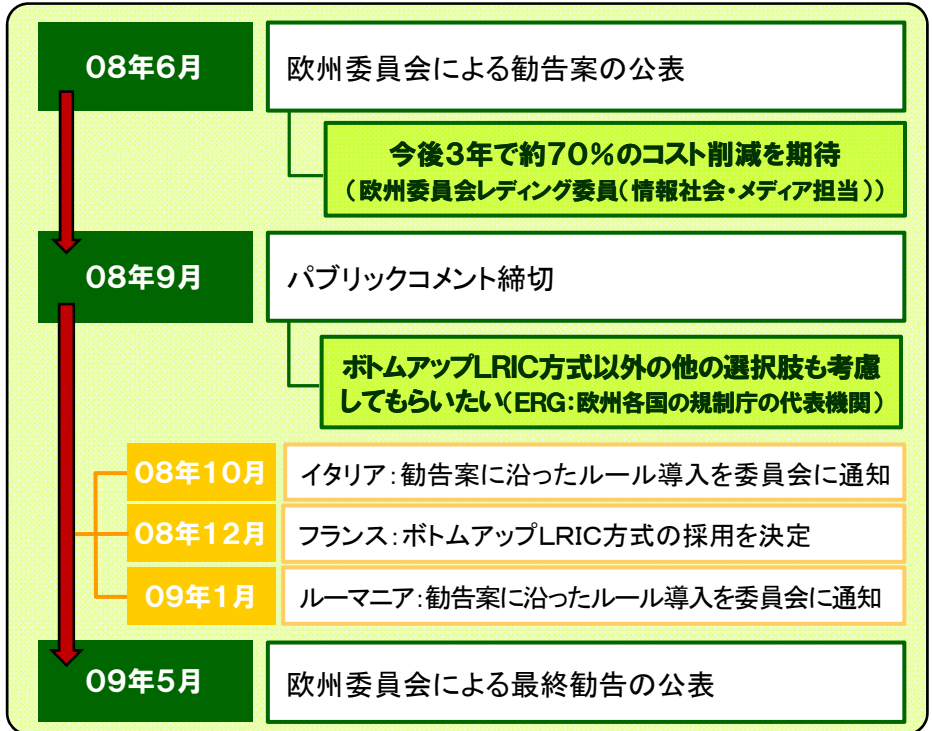 08年6月
欧州委員会による勧告案の公表
今後3年で約70%のコスト削減を期待
(欧州委員会レディング委員(情報社会・メディア担当))
08年9月
パブリックコメント締切
ボトムアップLRIC方式以外の他の選択肢も考慮
してもらいたい(ERG:欧州各国の規制庁の代表機関)
08年10月
イタリア:勧告案に沿ったルール導入を委員会に通知
08年12月
フランス:ボトムアップLRIC方式の採用を決定
09年1月
ルーマニア:勧告案に沿ったルール導入を委員会に通知
09年5月
欧州委員会による最終勧告の公表